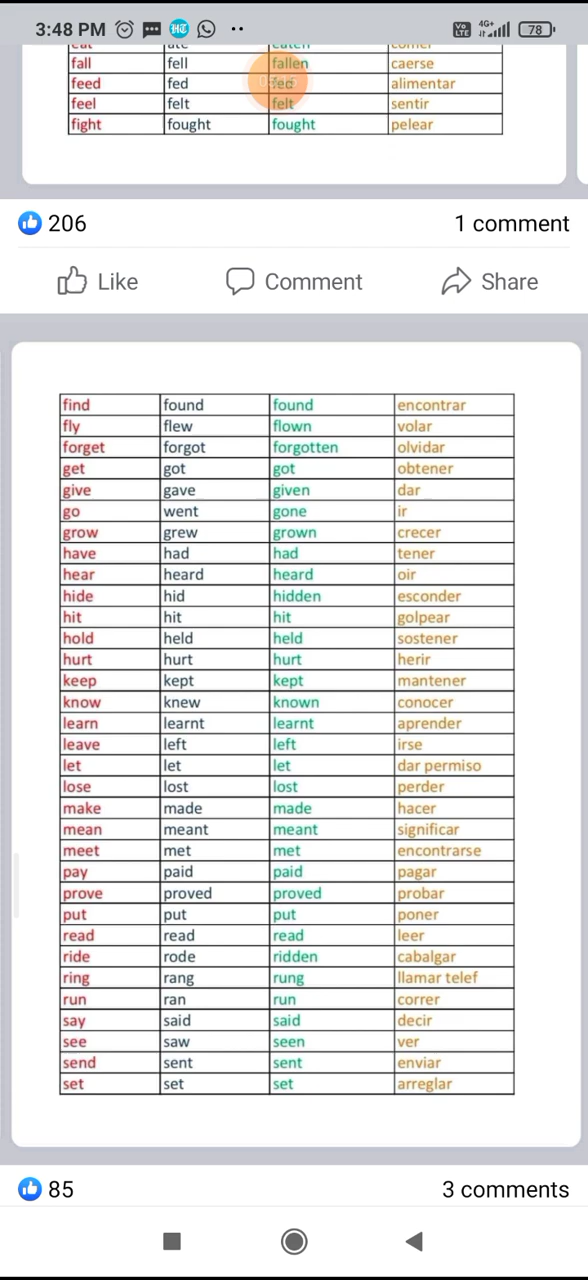 3:48 PM HT Vo LTE 4G+ 78
fall fell fallen caerse
feed fed fed alimentar
feel felt felt sentir
fight fought fought pelear
206 1 comment
Like Comment Share
find found found encontrar
fly flew flown volar
forget forgot forgotten olvidar
get got got obtener
give gave given dar
go went gone ir
grow grew grown crecer
have had had tener
hear heard heard oir
hide hid hidden esconder
hit hit hit golpear
hold held held sostener
hurt hurt hurt herir
keep kept kept mantener
know knew known conocer
learn learnt learnt aprender
leave left left irse
let let let dar permiso
lose lost lost perder
make made made hacer
mean meant meant significar
meet met met encontrarse
pay paid paid pagar
prove proved proved probar
put put put poner
read read read leer
ride rode ridden cabalgar
ring rang rung llamar telef
run ran run correr
say said said decir
see saw seen ver
send sent sent enviar
set set set arreglar
85 3 comments